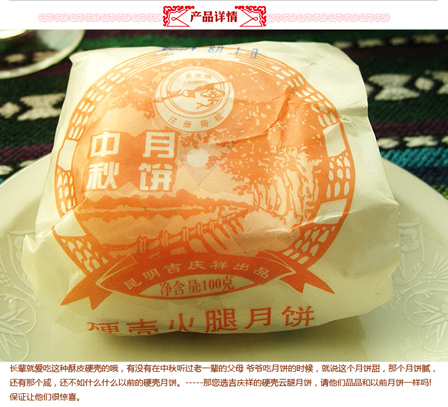 产品详情
注册商标
中秋
月饼
昆明吉庆祥出品
净含量100克
硬壳火腿月饼
长辈就爱吃这种酥皮硬壳的哦，有没有在中秋听过老一辈的父母 爷爷吃月饼的时候，就说这个月饼甜，那个月饼腻，
还有那个咸，还不如什么什么以前的硬壳月饼。-----那您选吉庆祥的硬壳云腿月饼，请他们品品和以前月饼一样吗!
保证让他们很惊喜。